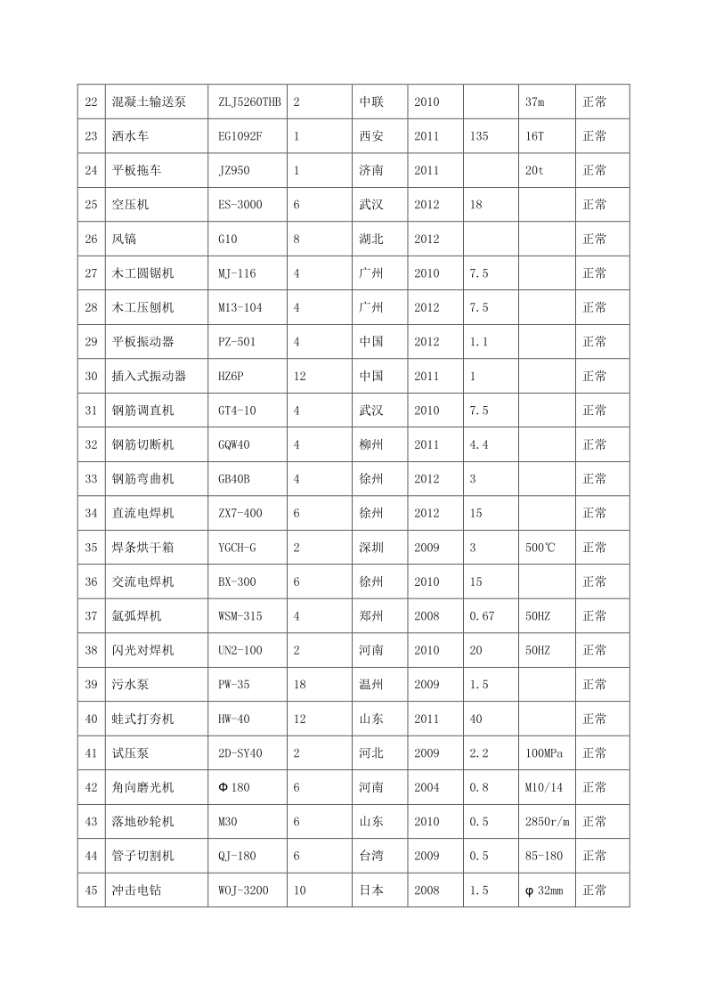 22 混凝土输送泵 ZLJ5260THB 2 中联 2010 37m 正常
23 洒水车 EG1092F 1 西安 2011 135 16T 正常
24 平板拖车 JZ950 1 济南 2011 20t 正常
25 空压机 ES-3000 6 武汉 2012 18 正常
26 风镐 G10 8 湖北 2012 正常
27 木工圆锯机 MJ-116 4 广州 2010 7.5 正常
28 木工压刨机 M13-104 4 广州 2012 7.5 正常
29 平板振动器 PZ-501 4 中国 2012 1.1 正常
30 插入式振动器 HZ6P 12 中国 2011 1 正常
31 钢筋调直机 GT4-10 4 武汉 2010 7.5 正常
32 钢筋切断机 GQW40 4 柳州 2011 4.4 正常
33 钢筋弯曲机 GB40B 4 徐州 2012 3 正常
34 直流电焊机 ZX7-400 6 徐州 2012 15 正常
35 焊条烘干箱 YGCH-G 2 深圳 2009 3 500℃ 正常
36 交流电焊机 BX-300 6 徐州 2010 15 正常
37 氩弧焊机 WSM-315 4 郑州 2008 0.67 50HZ 正常
38 闪光对焊机 UN2-100 2 河南 2010 20 50HZ 正常
39 污水泵 PW-35 18 温州 2009 1.5 正常
40 蛙式打夯机 HW-40 12 山东 2011 40 正常
41 试压泵 2D-SY40 2 河北 2009 2.2 100MPa 正常
42 角向磨光机 Φ180 6 河南 2004 0.8 M10/14 正常
43 落地砂轮机 M30 6 山东 2010 0.5 2850r/m 正常
44 管子切割机 QJ-180 6 台湾 2009 0.5 85-180 正常
45 冲击电钻 WOJ-3200 10 日本 2008 1.5 φ32mm 正常